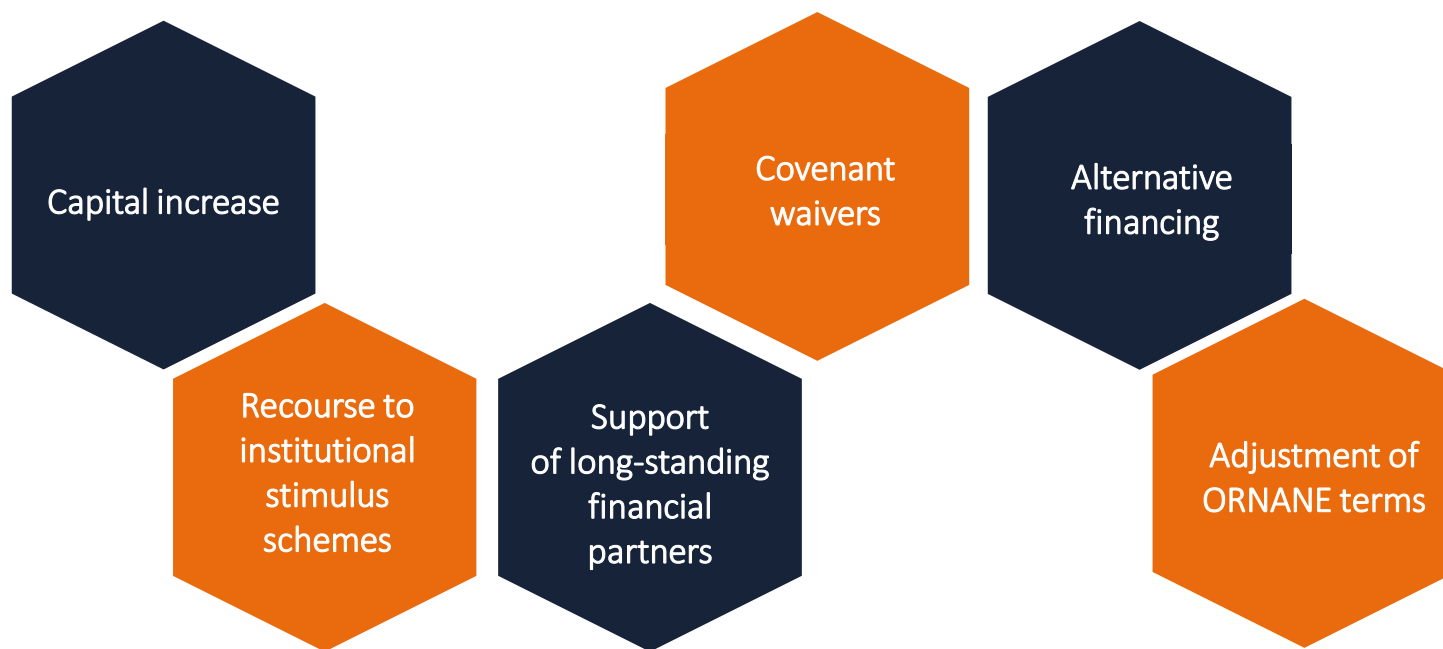 Capital increase
Recourse to
institutional
stimulus
schemes
Support
of long-standing
financial
partners
Covenant
waivers
Alternative
financing
Adjustment of
ORNANE terms